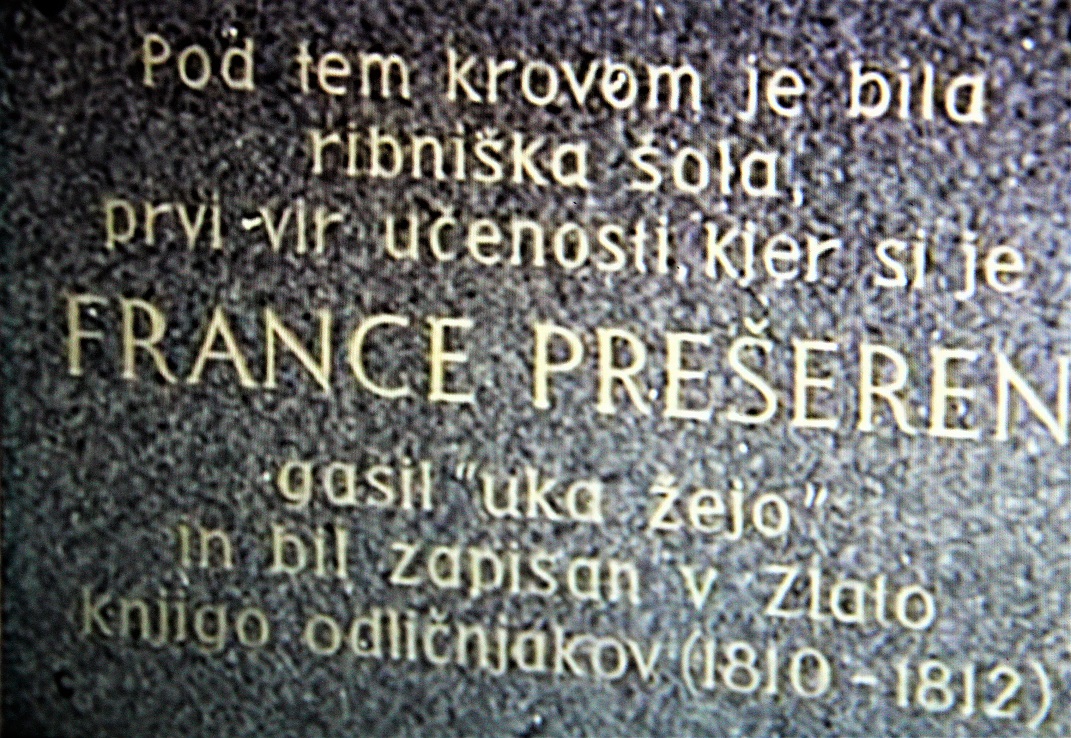 Pod tem krovom je bila
ribniška šola,
prvi vir učenosti, kjer si je
FRANCE PREŠEREN
gasil "uka žejo"
in bil zapisan v Zlato
knjigo odličnjakov (1810-1812)